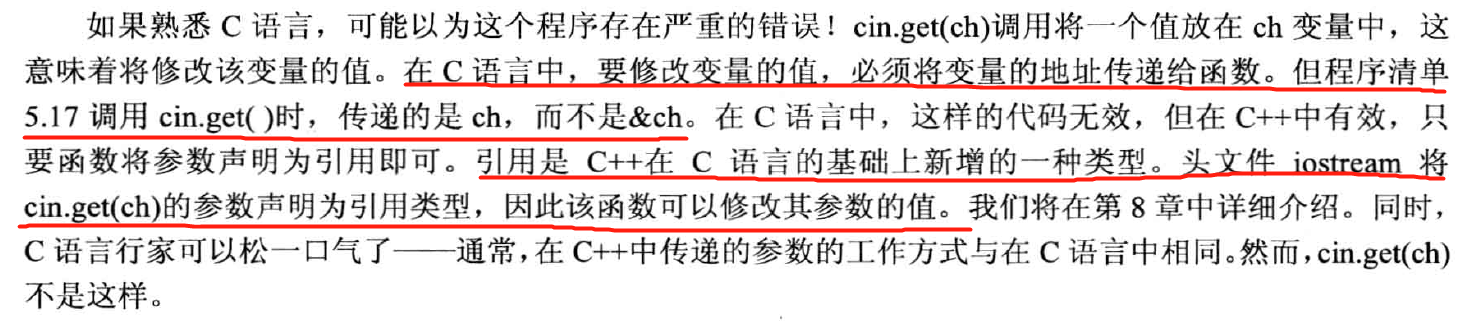 如果熟悉 C 语言，可能以为这个程序存在严重的错误！cin.get(ch)调用将一个值放在 ch 变量中，这
意味着将修改该变量的值。在 C 语言中，要修改变量的值，必须将变量的地址传递给函数。但程序清单
5.17 调用 cin.get( )时，传递的是 ch，而不是&ch。在 C 语言中，这样的代码无效，但在 C++中有效，只
要函数将参数声明为引用即可。引用是 C++在 C 语言的基础上新增的一种类型。头文件 iostream 将
cin.get(ch)的参数声明为引用类型，因此该函数可以修改其参数的值。我们将在第 8 章中详细介绍。同时，
C 语言行家可以松一口气了——通常，在 C++中传递的参数的工作方式与在 C 语言中相同。然而，cin.get(ch)
不是这样。